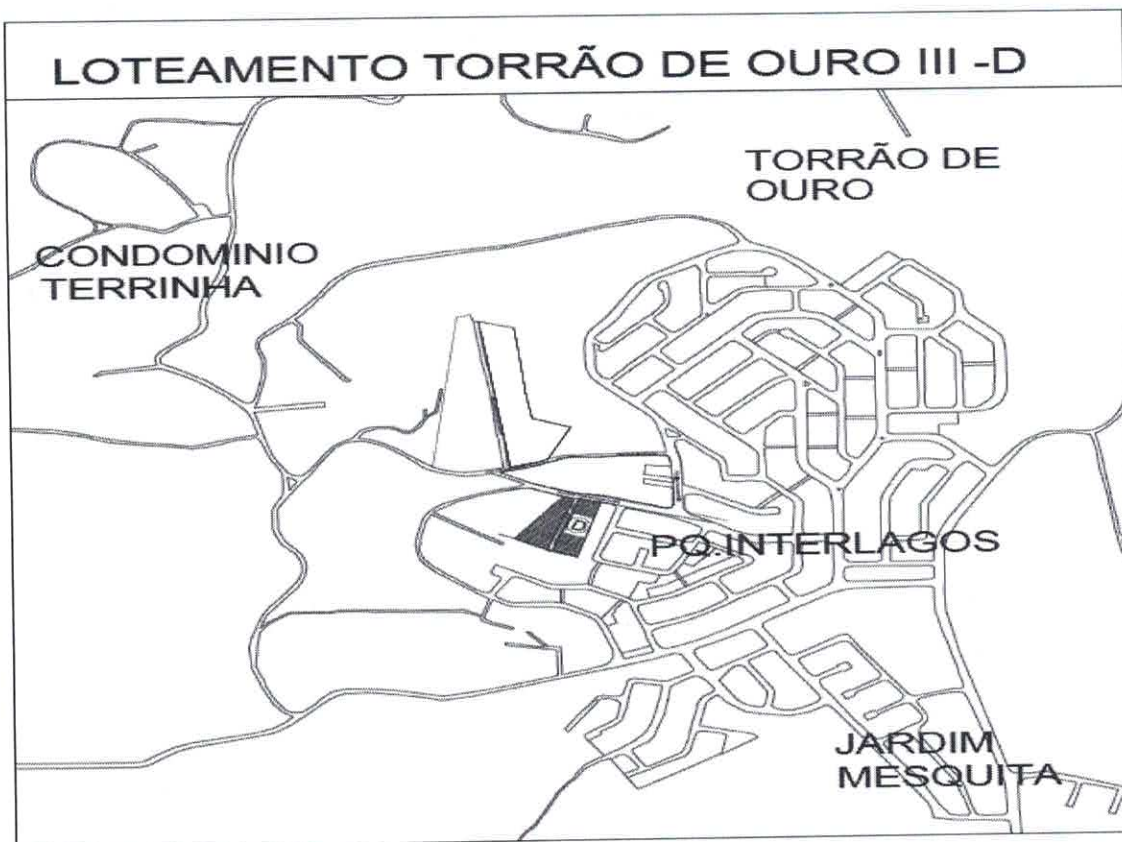 LOTEAMENTO TORRÃO DE OURO III -D
TORRÃO DE
OURO
CONDOMINIO
TERRINHA
D
PQ.INTERLAGOS
JARDIM
MESQUITA